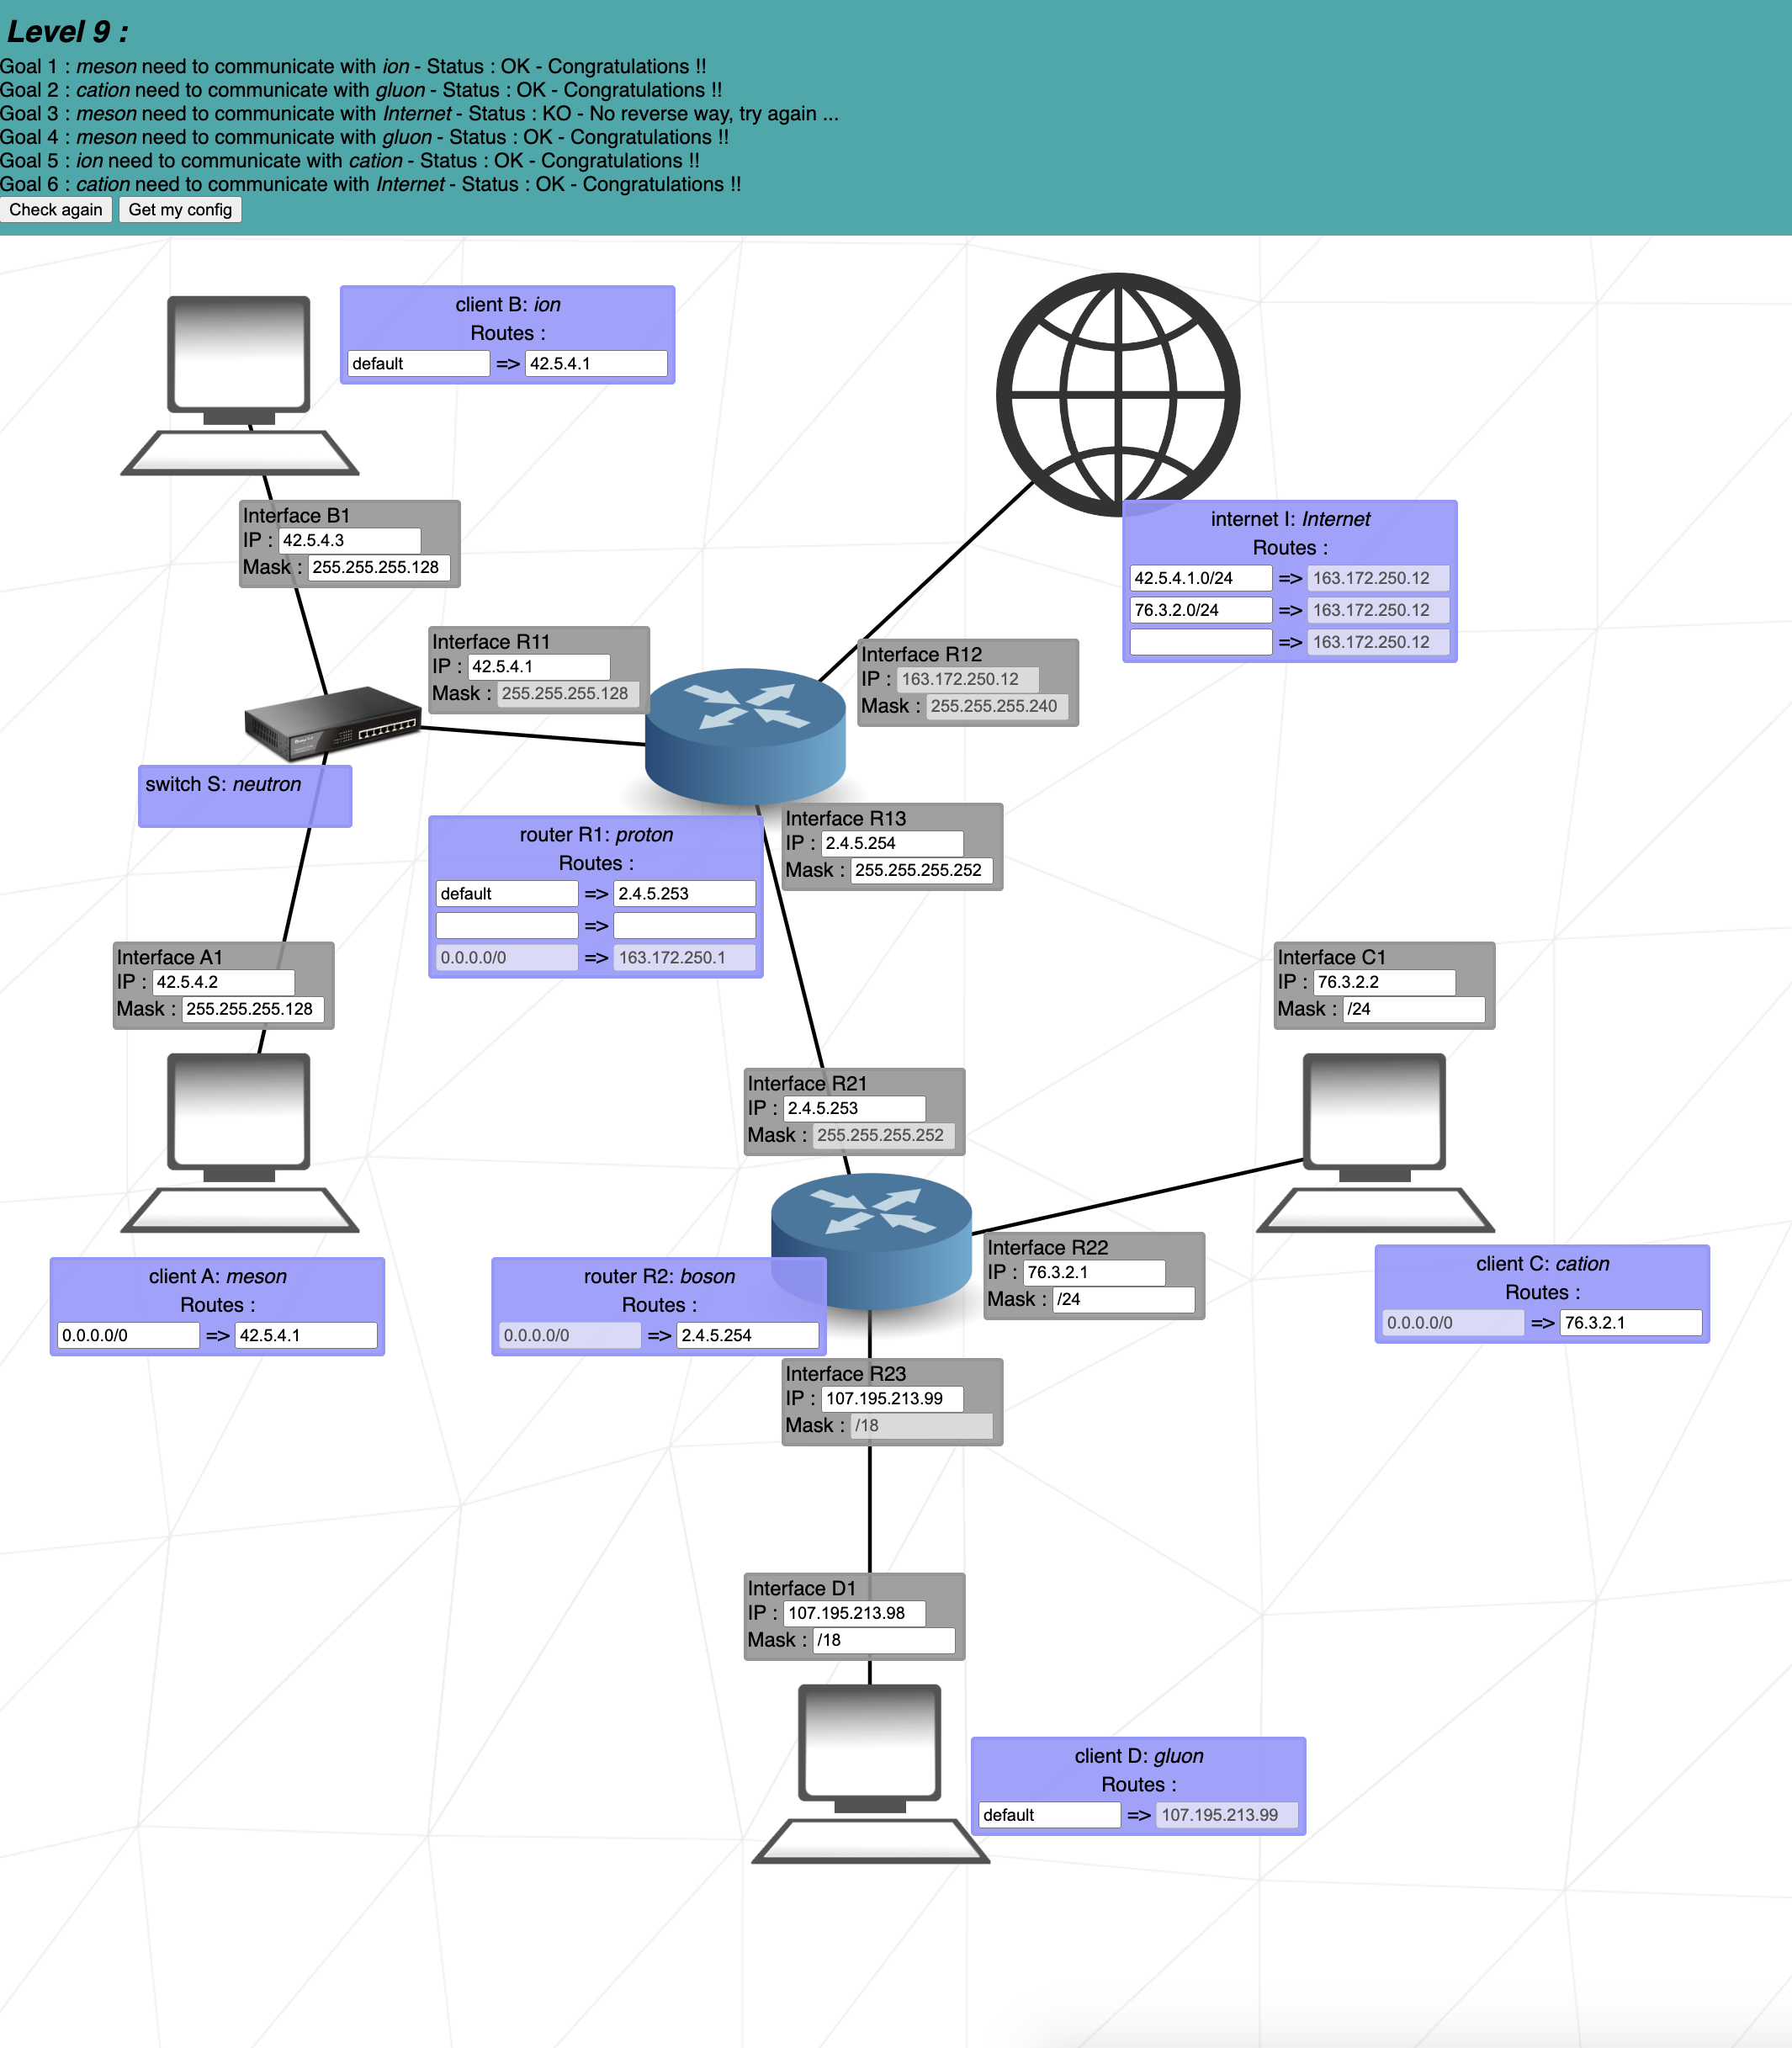 Level 9 :
Goal 1 : meson need to communicate with ion - Status : OK - Congratulations !!
Goal 2 : cation need to communicate with gluon - Status : OK - Congratulations !!
Goal 3 : meson need to communicate with Internet - Status : KO - No reverse way, try again ...
Goal 4 : meson need to communicate with gluon - Status : OK - Congratulations !!
Goal 5 : ion need to communicate with cation - Status : OK - Congratulations !!
Goal 6 : cation need to communicate with Internet - Status : OK - Congratulations !!
Check again Get my config
client B: ion
Routes :
default => 42.5.4.1
Interface B1
IP : 42.5.4.3
Mask : 255.255.255.128
internet I: Internet
Routes :
42.5.4.1.0/24 => 163.172.250.12
76.3.2.0/24 => 163.172.250.12
=> 163.172.250.12
Interface R11
IP : 42.5.4.1
Mask : 255.255.255.128
Interface R12
IP : 163.172.250.12
Mask : 255.255.255.240
switch S: neutron
Interface R13
IP : 2.4.5.254
Mask : 255.255.255.252
router R1: proton
Routes :
default => 2.4.5.253
=>
0.0.0.0/0 => 163.172.250.1
Interface A1
IP : 42.5.4.2
Mask : 255.255.255.128
Interface C1
IP : 76.3.2.2
Mask : /24
Interface R21
IP : 2.4.5.253
Mask : 255.255.255.252
Interface R22
IP : 76.3.2.1
Mask : /24
client A: meson
Routes :
0.0.0.0/0 => 42.5.4.1
router R2: boson
Routes :
0.0.0.0/0 => 2.4.5.254
client C: cation
Routes :
0.0.0.0/0 => 76.3.2.1
Interface R23
IP : 107.195.213.99
Mask : /18
Interface D1
IP : 107.195.213.98
Mask : /18
client D: gluon
Routes :
default => 107.195.213.99